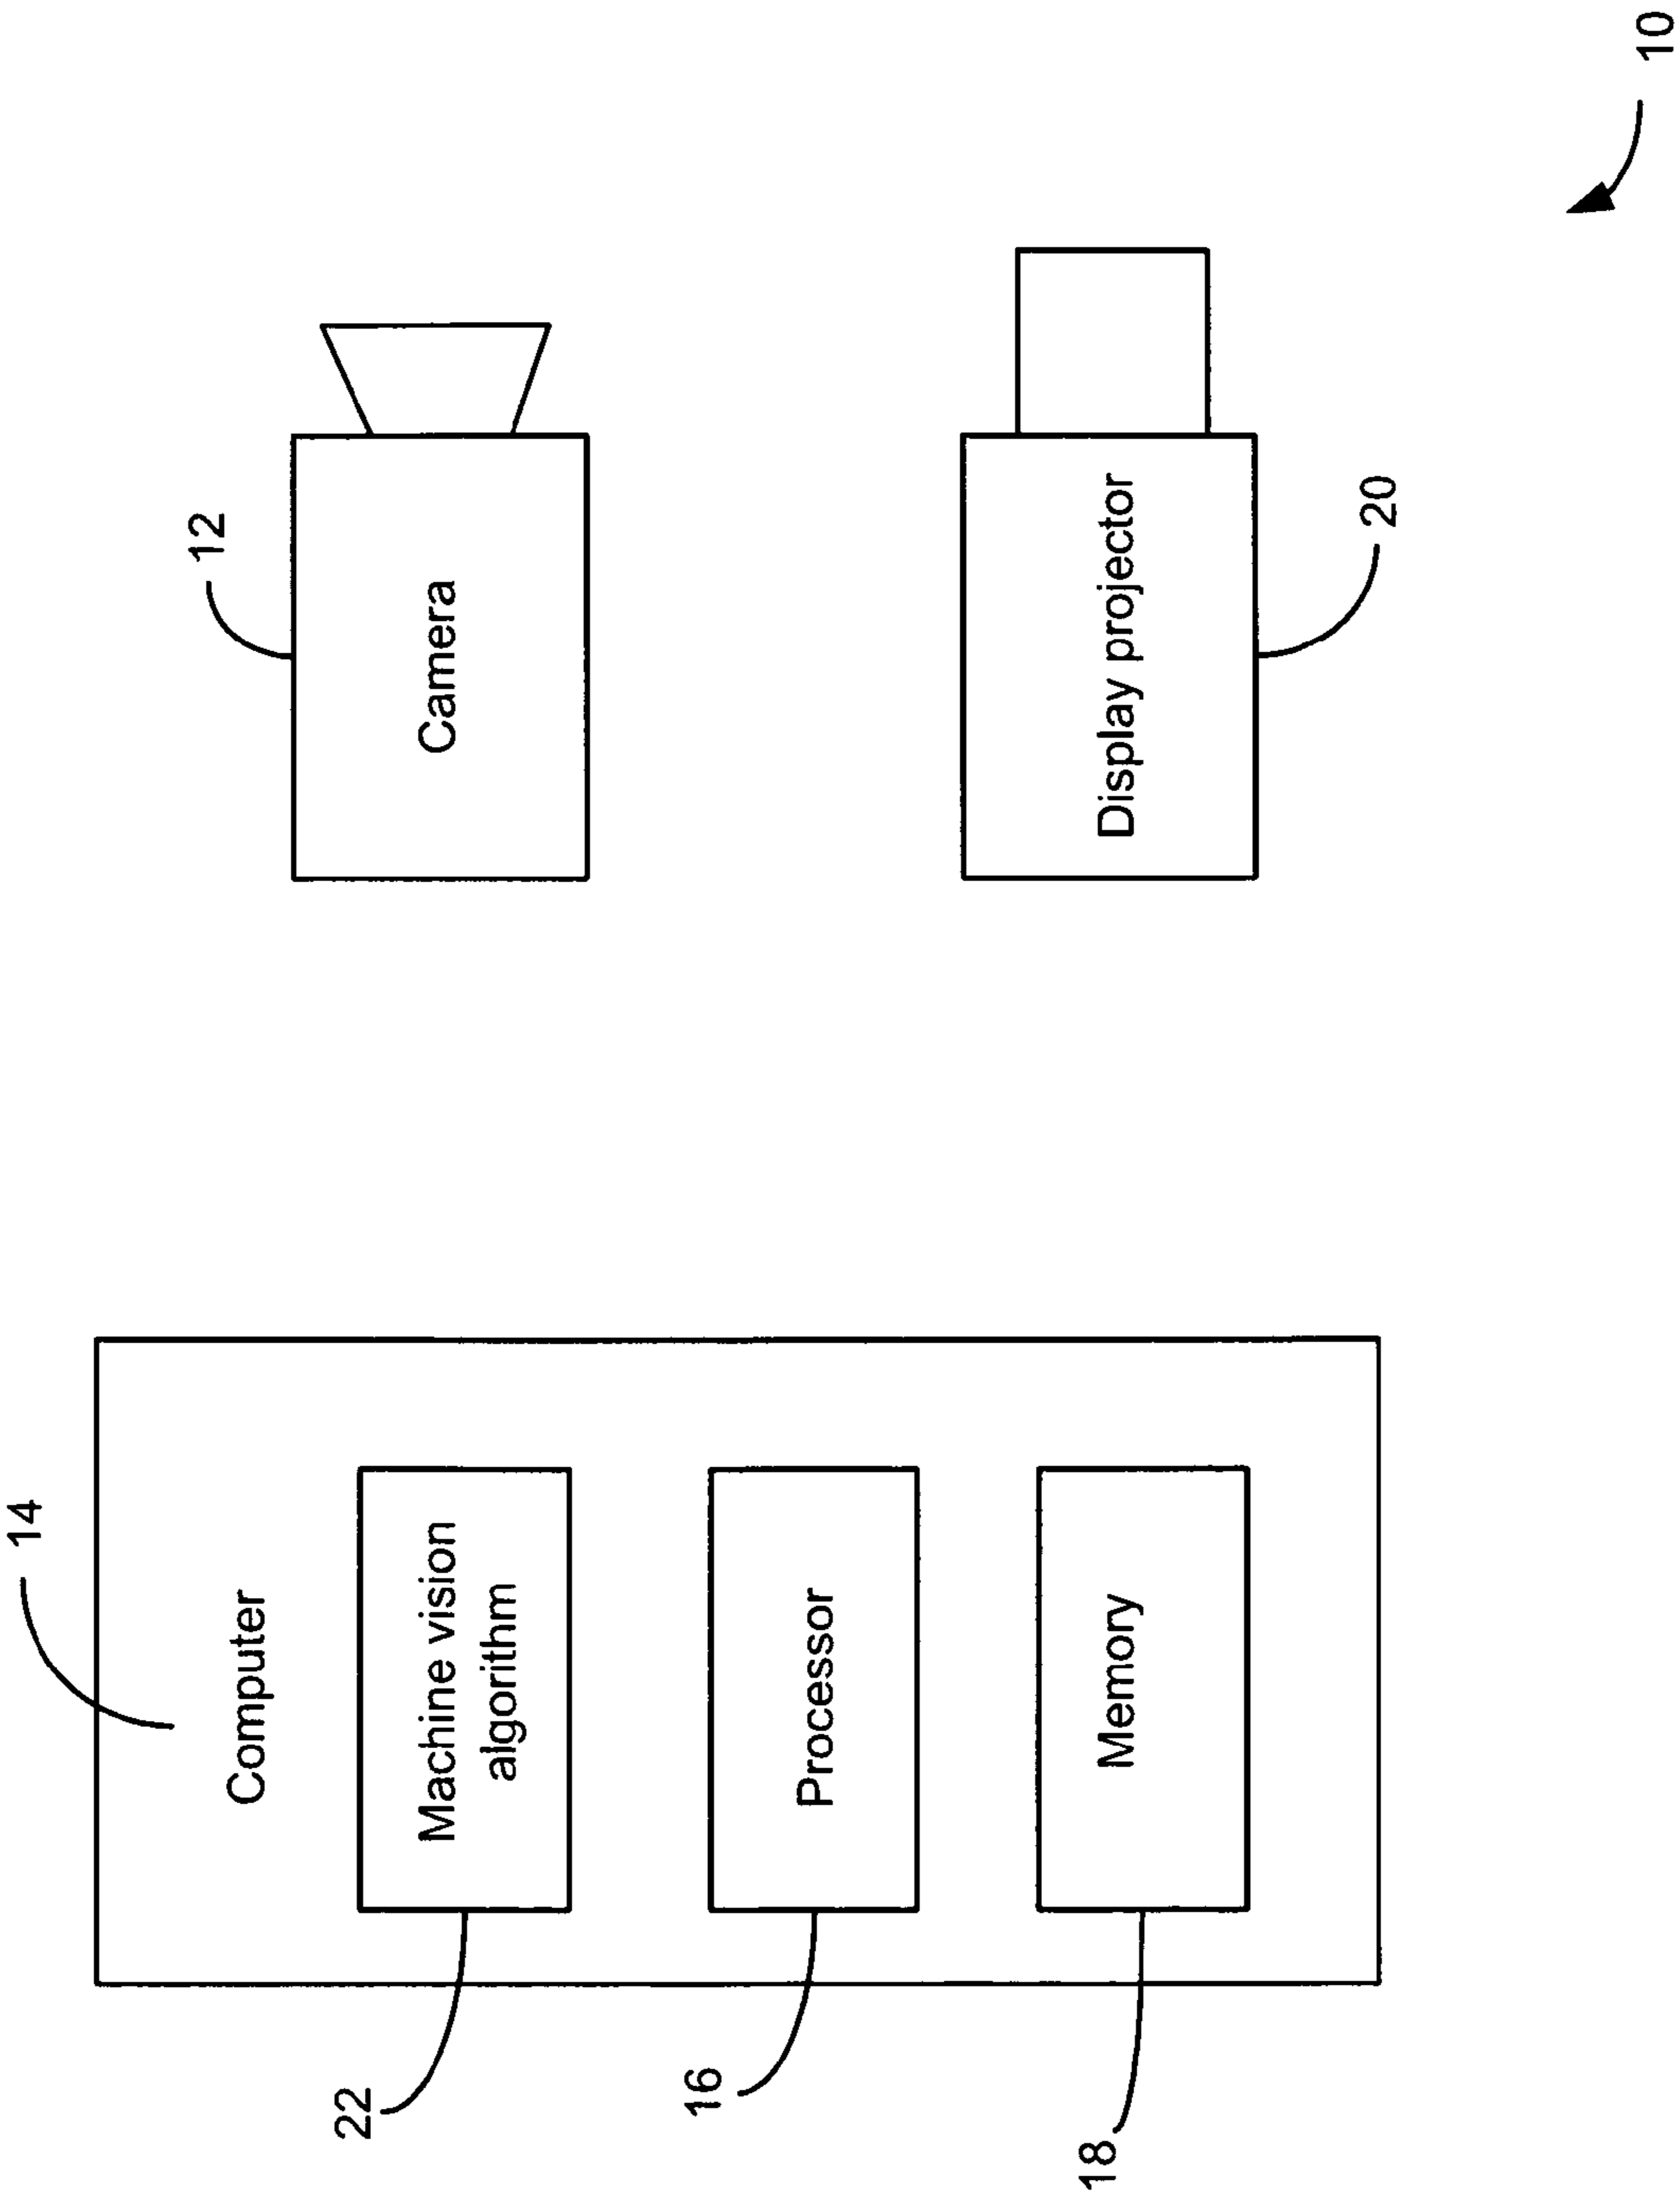 14
Computer
22
Machine vision
algorithm
16
Processor
18
Memory
12
Camera
Display projector
20
10